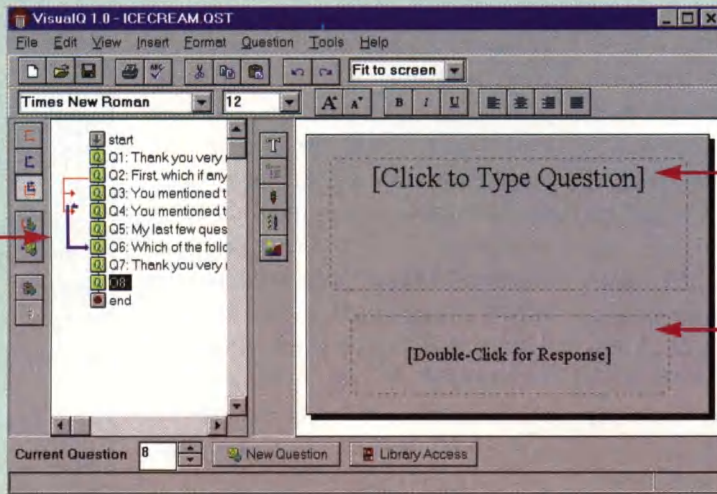 VisualQ 1.0 - ICECREAM.QST
File Edit View Insert Format Question Tools Help
ABC
Fit to screen
Times New Roman 12 A A B I U
start
Q1: Thank you very
Q2: First, which if any
Q3: You mentioned t
Q4: You mentioned t
Q5: My last few ques
Q6: Which of the follo
Q7: Thank you very
Q8
end
T
[Click to Type Question]
[Double-Click for Response]
Current Question 8 New Question Library Access